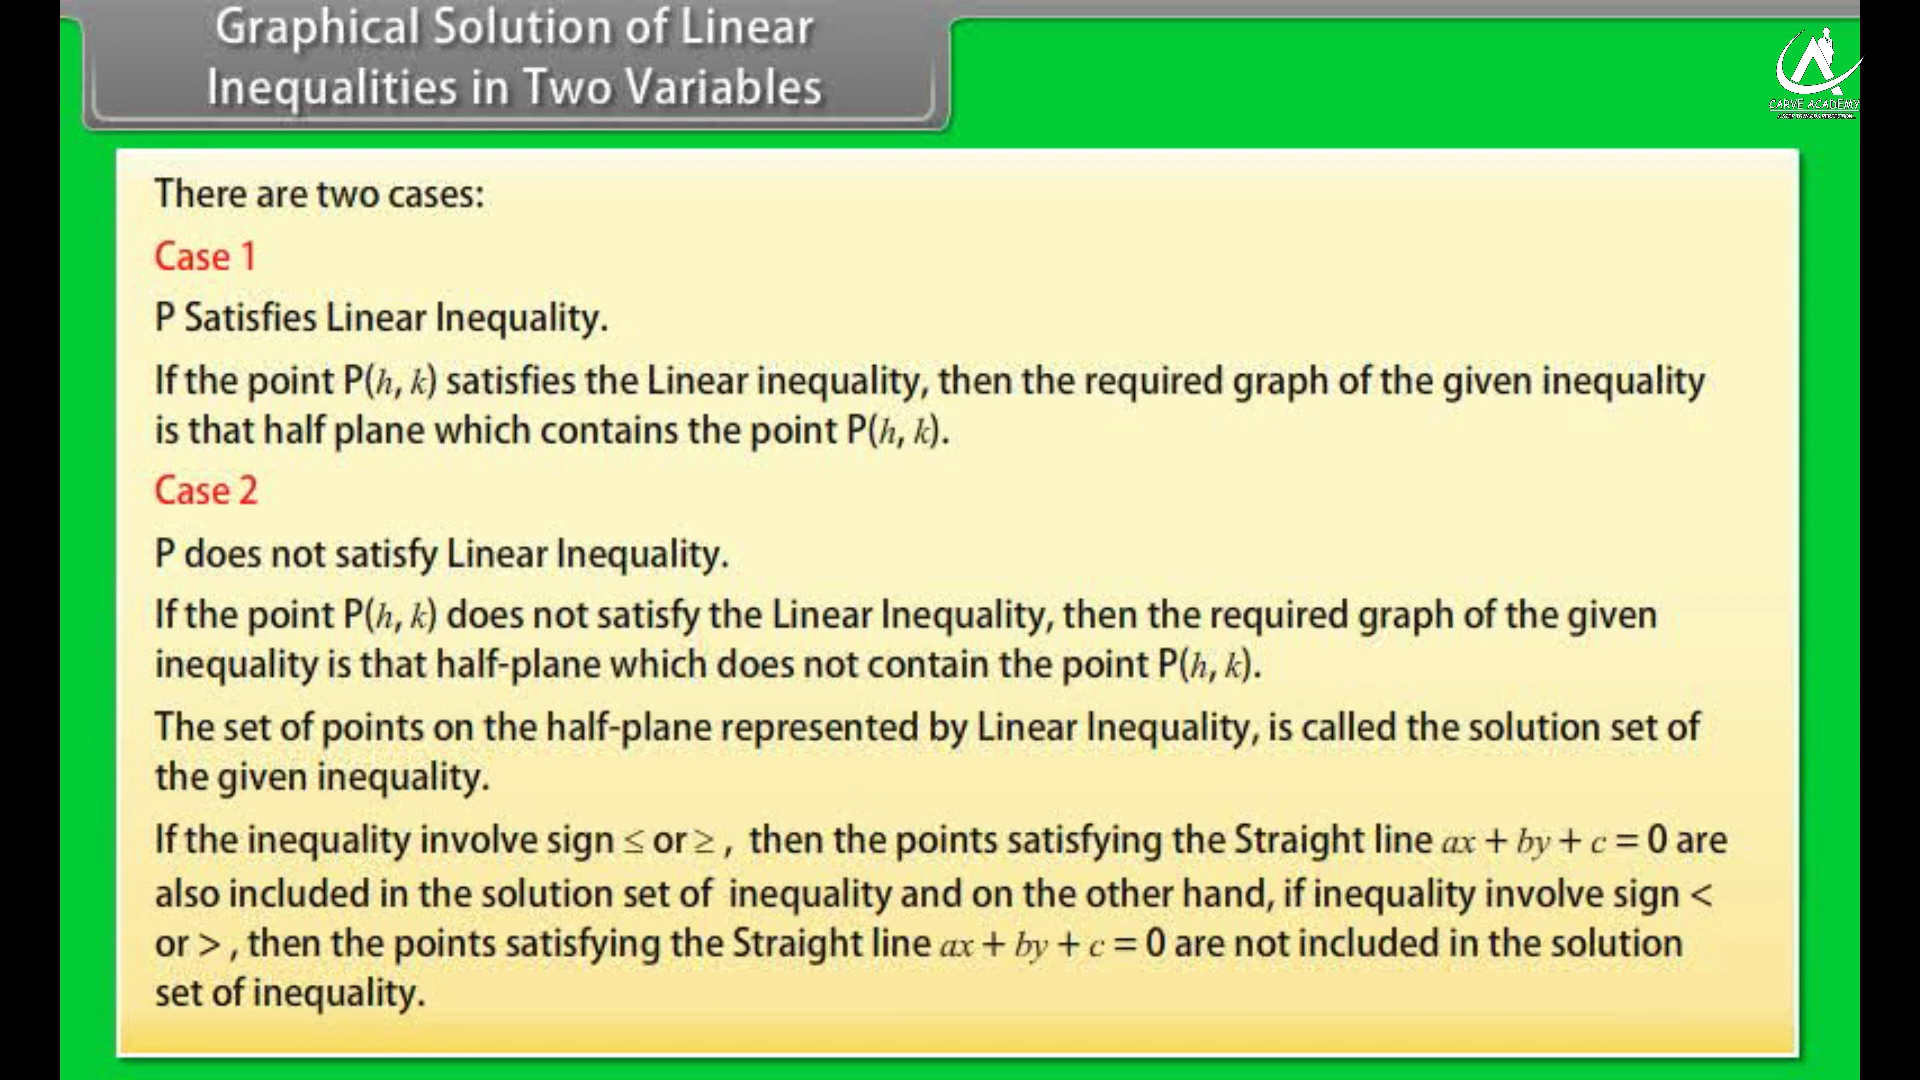 Graphical Solution of Linear
Inequalities in Two Variables
CARVE ACADEMY
There are two cases:
Case 1
P Satisfies Linear Inequality.
If the point P(h, k) satisfies the Linear inequality, then the required graph of the given inequality
is that half plane which contains the point P(h, k).
Case 2
P does not satisfy Linear Inequality.
If the point P(h, k) does not satisfy the Linear Inequality, then the required graph of the given
inequality is that half-plane which does not contain the point P(h, k).
The set of points on the half-plane represented by Linear Inequality, is called the solution set of
the given inequality.
If the inequality involve sign ≤ or ≥ , then the points satisfying the Straight line ax + by + c = 0 are
also included in the solution set of inequality and on the other hand, if inequality involve sign <
or > , then the points satisfying the Straight line ax + by + c = 0 are not included in the solution
set of inequality.